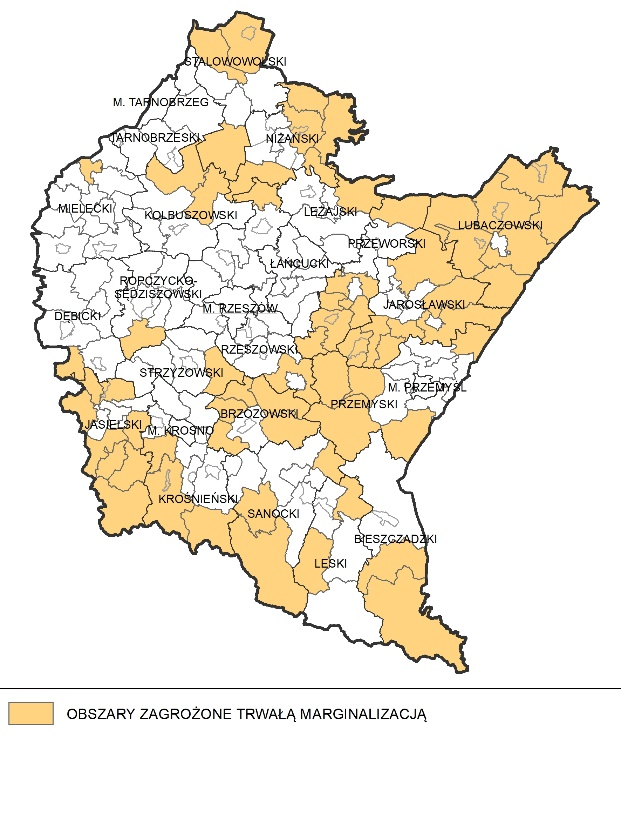 STALOWOWOLSKI
M. TARNOBRZEG
TARNOBRZESKI
NIŻAŃSKI
MIELECKI
KOLBUSZOWSKI
LEŻAJSKI
LUBACZOWSKI
PRZEWORSKI
ŁAŃCUCKI
ROPCZYCKO-
SĘDZISZOWSKI
M. RZESZÓW
JAROSŁAWSKI
DĘBICKI
RZESZOWSKI
STRZYŻOWSKI
M. PRZEMYŚL
PRZEMYSKI
BRZOZOWSKI
JASIELSKI
M. KROSNO
KROŚNIEŃSKI
SANOCKI
BIESZCZADZKI
LESKI
OBSZARY ZAGROŻONE TRWAŁĄ MARGINALIZACJĄ